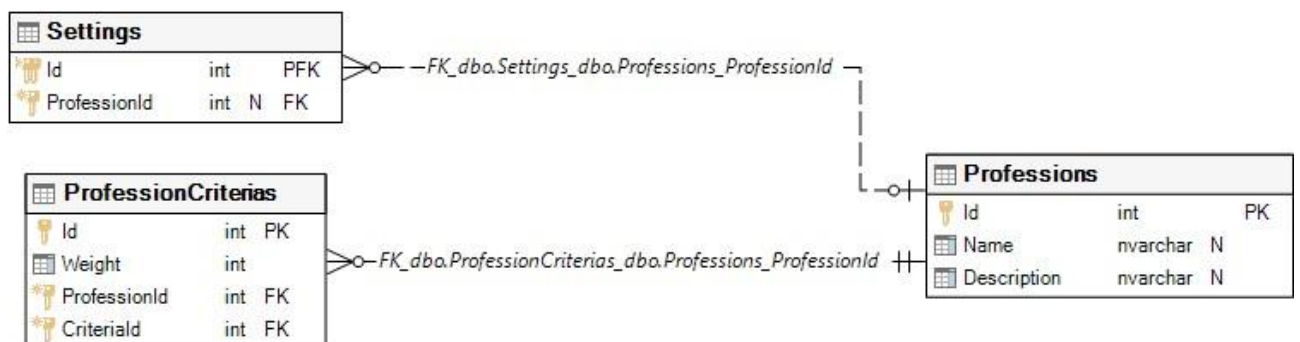 Settings
Id int PFK
ProfessionId int N FK
FK_dbo.Settings_dbo.Professions_ProfessionId
ProfessionCriterias
Id int PK
Weight int
ProfessionId int FK
CriteriaId int FK
FK_dbo.ProfessionCriterias_dbo.Professions_ProfessionId
Professions
Id int PK
Name nvarchar N
Description nvarchar N